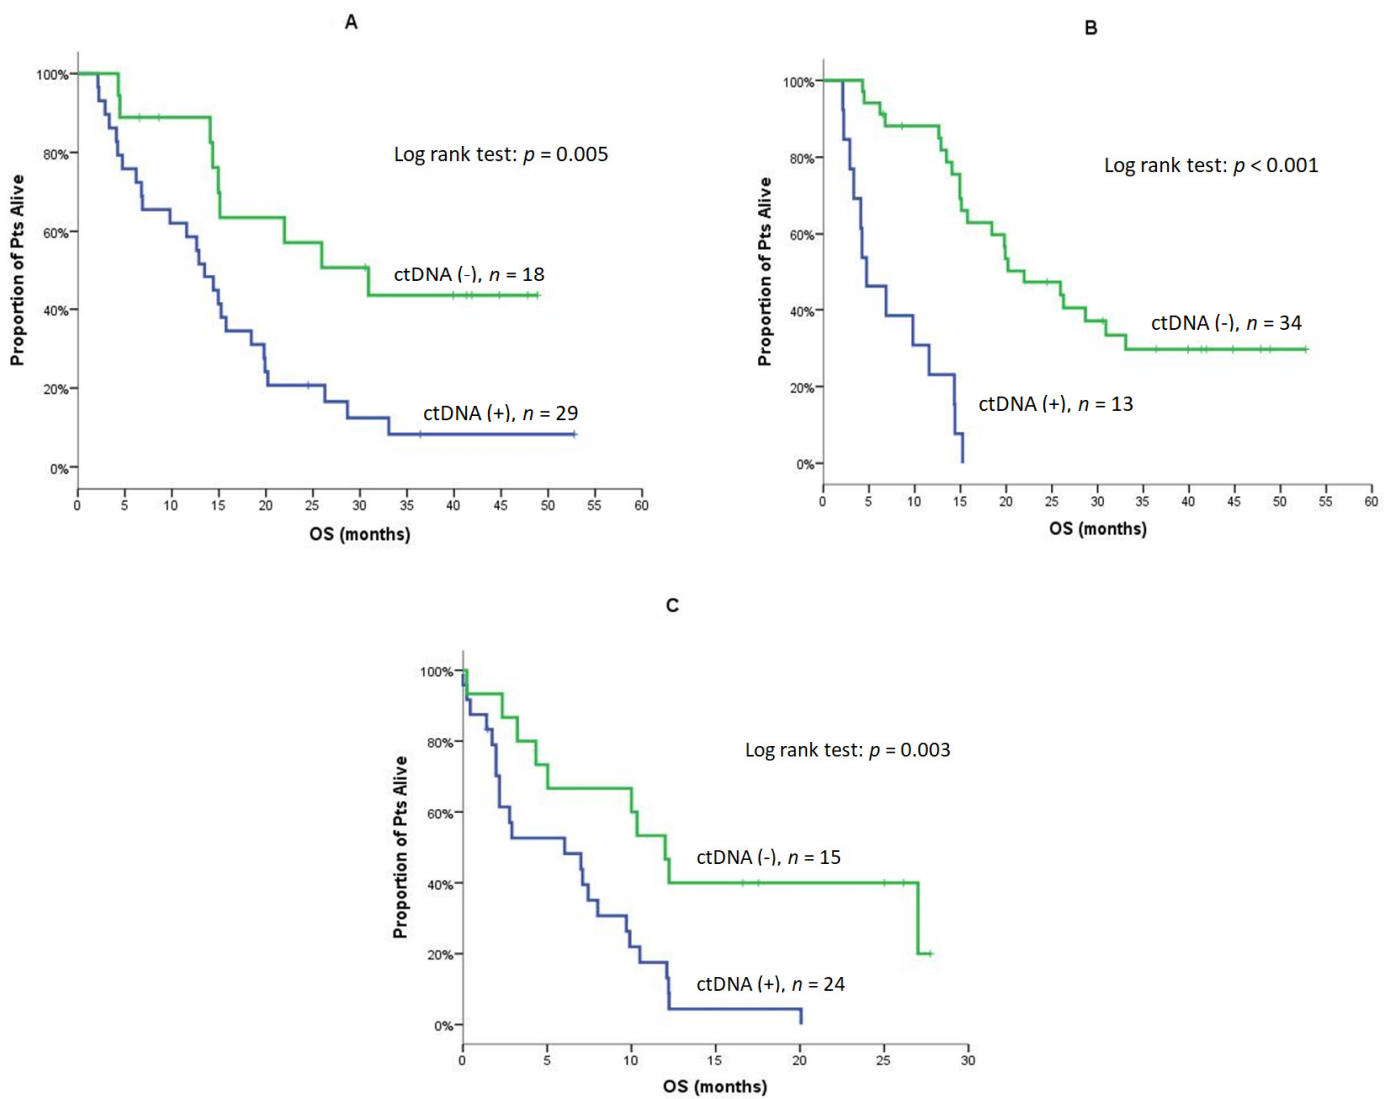 A
Proportion of Pts Alive
100%
80%
60%
40%
20%
0%
Log rank test: p = 0.005
ctDNA (-), n = 18
ctDNA (+), n = 29
0 5 10 15 20 25 30 35 40 45 50 55 60
OS (months)
B
Proportion of Pts Alive
100%
80%
60%
40%
20%
0%
Log rank test: p < 0.001
ctDNA (-), n = 34
ctDNA (+), n = 13
0 5 10 15 20 25 30 35 40 45 50 55 60
OS (months)
C
Proportion of Pts Alive
100%
80%
60%
40%
20%
0%
Log rank test: p = 0.003
ctDNA (-), n = 15
ctDNA (+), n = 24
0 5 10 15 20 25 30
OS (months)